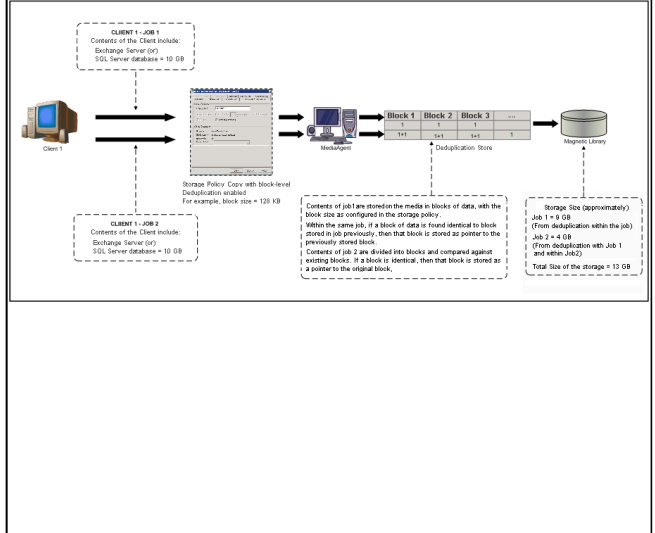 CLIIENT 1 - JOB 1
Contents of the Client include:
Exchange Server (or)
SQL Server database = 10 GB
Client 1
CLIIENT 1 - JOB 2
Contents of the Client include:
Exchange Server (or)
SQL Server database = 10 GB
Storage Policy Copy with block-level
Deduplication enabled
For example, block size = 128 KB
MediaAgent
Block 1 Block 2 Block 3 ...
1 1 1
1+1 1+1 1+1 1
Deduplication Store
Magnetic Library
Contents of job1 are stored on the media in blocks of data, with the
block size as configured in the storage policy.
Within the same job, if a block of data is found identical to block
stored in job previously, then that block is stored as pointer to the
previously stored block.
Contents of job 2 are divided into blocks and compared against
existing blocks. If a block is identical, then that block is stored as
a pointer to the original block,
Storage Size (approximately)
Job 1 = 9 GB
(From deduplication within the job)
Job 2 = 4 GB
(From deduplication with Job 1
and within Job2)
Total Size of the storage = 13 GB